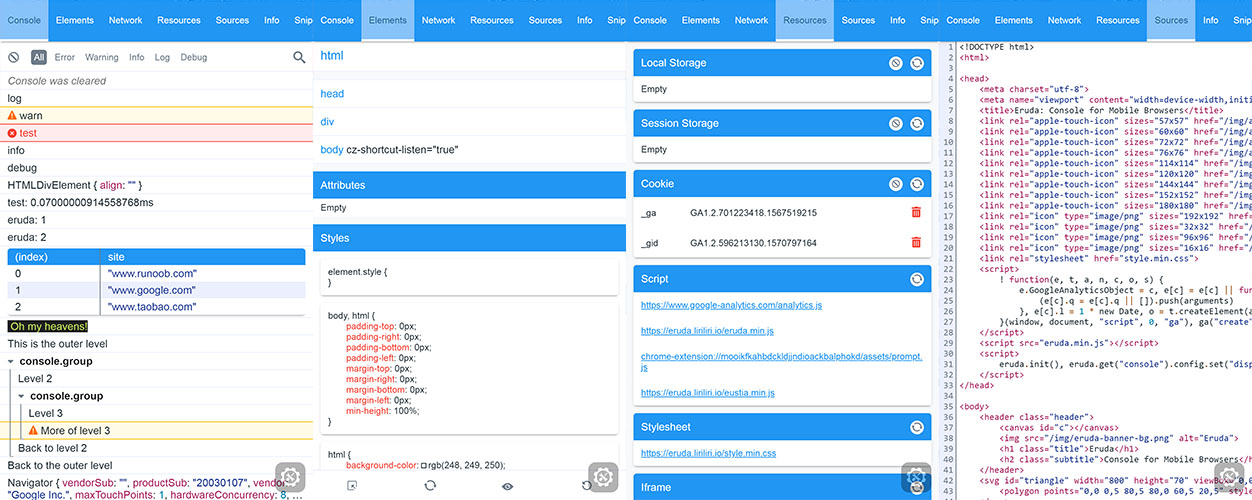 Console Elements Network Resources Sources Info Snip
All Error Warning Info Log Debug
Console was cleared
log
warn
test
info
debug
HTMLDivElement { align: "" }
test: 0.07000000914558768ms
eruda: 1
eruda: 2
(index) site
0 "www.runoob.com"
1 "www.google.com"
2 "www.taobao.com"
Oh my heavens!
This is the outer level
console.group
Level 2
console.group
Level 3
More of level 3
Back to level 2
Back to the outer level
Navigator { vendorSub: "", productSub: "20030107", vendor:
"Google Inc.", maxTouchPoints: 1, hardwareConcurrency: 8, …
Console Elements Network Resources Sources Info Snip
html
head
div
body cz-shortcut-listen="true"
Attributes
Empty
Styles
element.style {
}
body, html {
padding-top: 0px;
padding-right: 0px;
padding-bottom: 0px;
padding-left: 0px;
margin-top: 0px;
margin-right: 0px;
margin-bottom: 0px;
margin-left: 0px;
min-height: 100%;
}
html {
background-color: rgb(248, 249, 250);
Console Elements Network Resources Sources Info Snip
Local Storage
Empty
Session Storage
Empty
Cookie
_ga GA1.2.701223418.1567519215
_gid GA1.2.596213130.1570797164
Script
https://www.google-analytics.com/analytics.js
https://eruda.liriliri.io/eruda.min.js
chrome-extension://mooikfkahbdckldjjndioackbalphokd/assets/prompt.
js
https://eruda.liriliri.io/eustia.min.js
Stylesheet
https://eruda.liriliri.io/style.min.css
Iframe
Console Elements Network Resources Sources Info Snip
1 <!DOCTYPE html>
2 <html>
3
4 <head>
5 <meta charset="utf-8">
6 <meta name="viewport" content="width=device-width,initi
7 <title>Eruda: Console for Mobile Browsers</title>
8 <link rel="apple-touch-icon" sizes="57x57" href="/img/a
9 <link rel="apple-touch-icon" sizes="60x60" href="/img/a
10 <link rel="apple-touch-icon" sizes="72x72" href="/img/a
11 <link rel="apple-touch-icon" sizes="76x76" href="/img/a
12 <link rel="apple-touch-icon" sizes="114x114" href="/img
13 <link rel="apple-touch-icon" sizes="120x120" href="/img
14 <link rel="apple-touch-icon" sizes="144x144" href="/img
15 <link rel="apple-touch-icon" sizes="152x152" href="/img
16 <link rel="apple-touch-icon" sizes="180x180" href="/img
17 <link rel="icon" type="image/png" sizes="192x192" href=
18 <link rel="icon" type="image/png" sizes="32x32" href="/
19 <link rel="icon" type="image/png" sizes="96x96" href="/
20 <link rel="icon" type="image/png" sizes="16x16" href="/
21 <link rel="stylesheet" href="style.min.css">
22 <script>
23 ! function(e, t, a, n, c, o, s) {
24 e.GoogleAnalyticsObject = c, e[c] = e[c] || fun
25 (e[c].q = e[c].q || []).push(arguments)
26 }, e[c].l = 1 * new Date, o = t.createElement(a
27 }(window, document, "script", 0, "ga"), ga("create"
28 </script>
29 <script src="eruda.min.js"></script>
30 <script>
31 eruda.init(), eruda.get("console").config.set("disp
32 </script>
33 </head>
34
35 <body>
36 <header class="header">
37 <canvas id="c"></canvas>
38 <img src="/img/eruda-banner-bg.png" alt="Eruda">
39 <h1 class="title">Eruda</h1>
40 <h2 class="subtitle">Console for Mobile Browsers</h
41 </header>
42 <svg id="triangle" width="800" height="70" viewBox="0
43 <polygon points="0,0 0,5 80,5 80,0 60,5 20,5" style